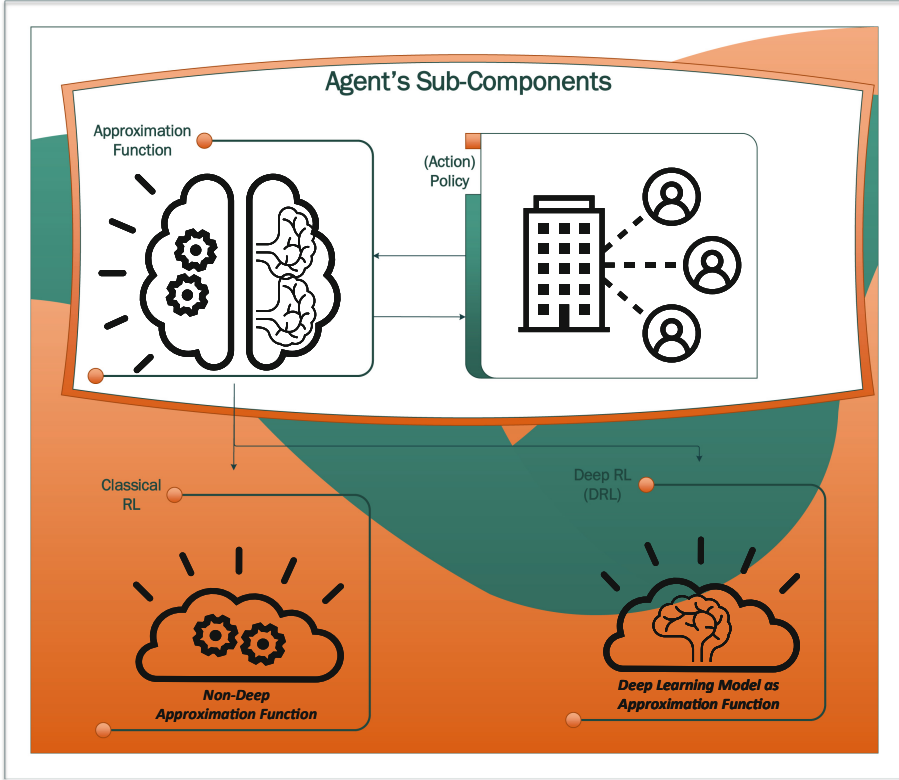 Agent's Sub-Components
Approximation
Function
(Action)
Policy
Classical
RL
Deep RL
(DRL)
Non-Deep
Approximation Function
Deep Learning Model as
Approximation Function